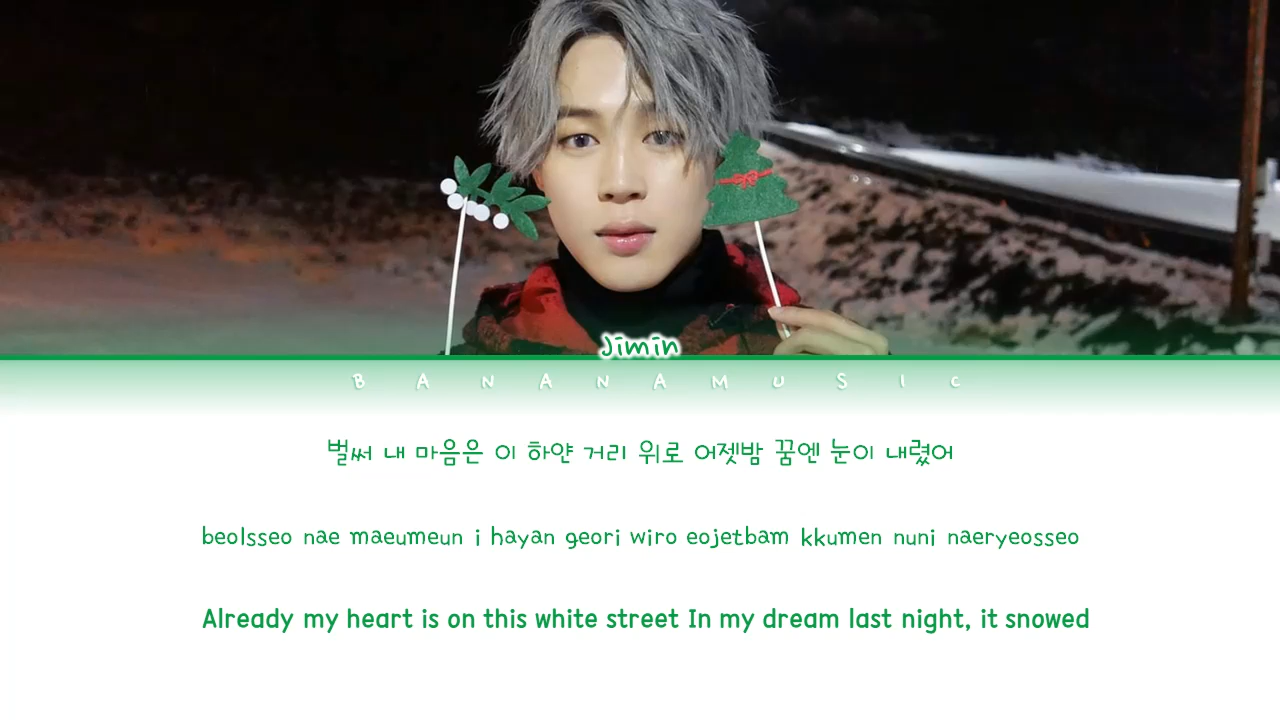 Jimin
BANANAMUSIC
벌써 내 마음은 이 하얀 거리 위로 어젯밤 꿈엔 눈이 내렸어
beolsseo nae maeumeun i hayan geori wiro eojetbam kkumen nuni naeryeosseo
Already my heart is on this white street In my dream last night, it snowed